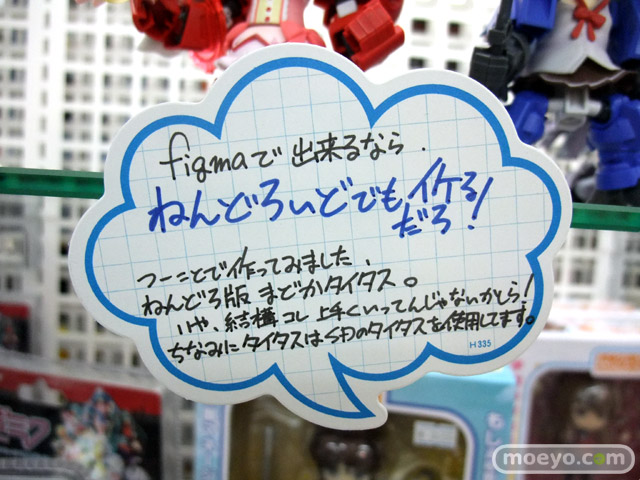 figmaで出来るなら.
ねんどろいどでも イケる
だろ!
つーことで作ってみました.
ねんどろ版 まどかタイタス。
いや、結構コレ上手くいってんじゃないかしら!
ちなみにタイタスはSDのタイタスを使用してます。
H335
moeyo.com